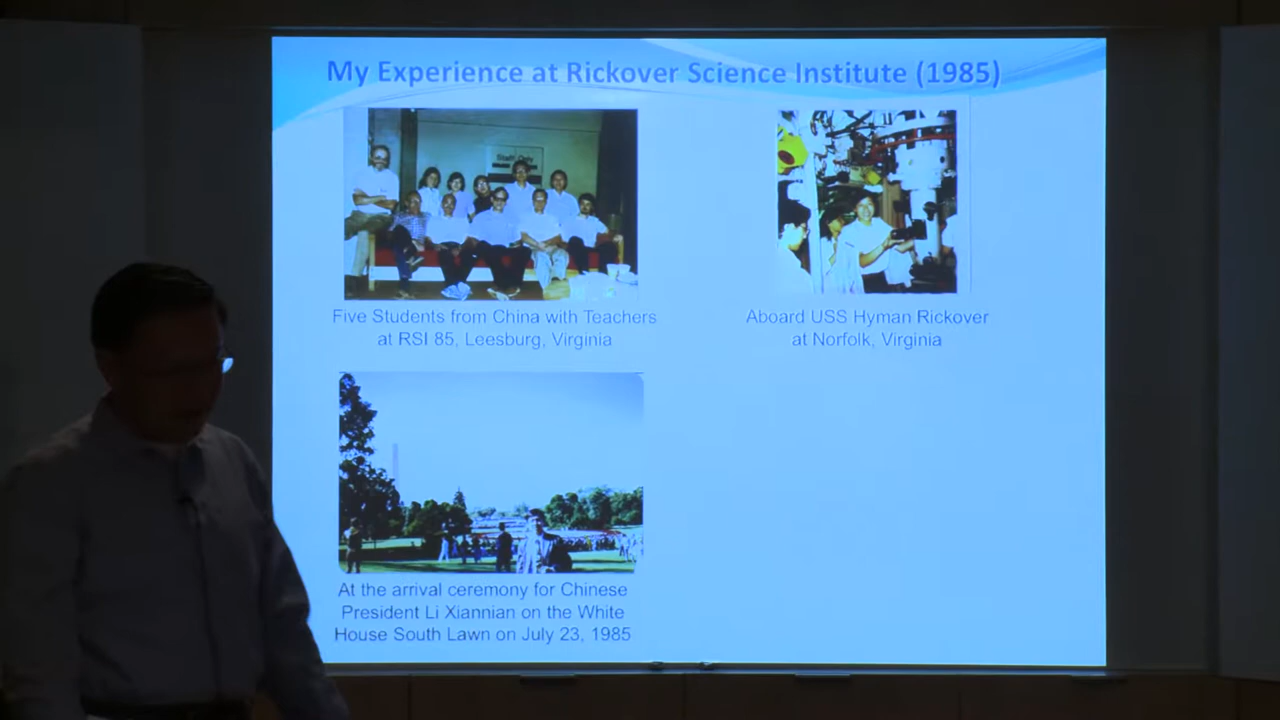 My Experience at Rickover Science Institute (1985)
Staff Only
Five Students from China with Teachers
at RSI 85, Leesburg, Virginia
Aboard USS Hyman Rickover
at Norfolk, Virginia
At the arrival ceremony for Chinese
President Li Xiannian on the White
House South Lawn on July 23, 1985